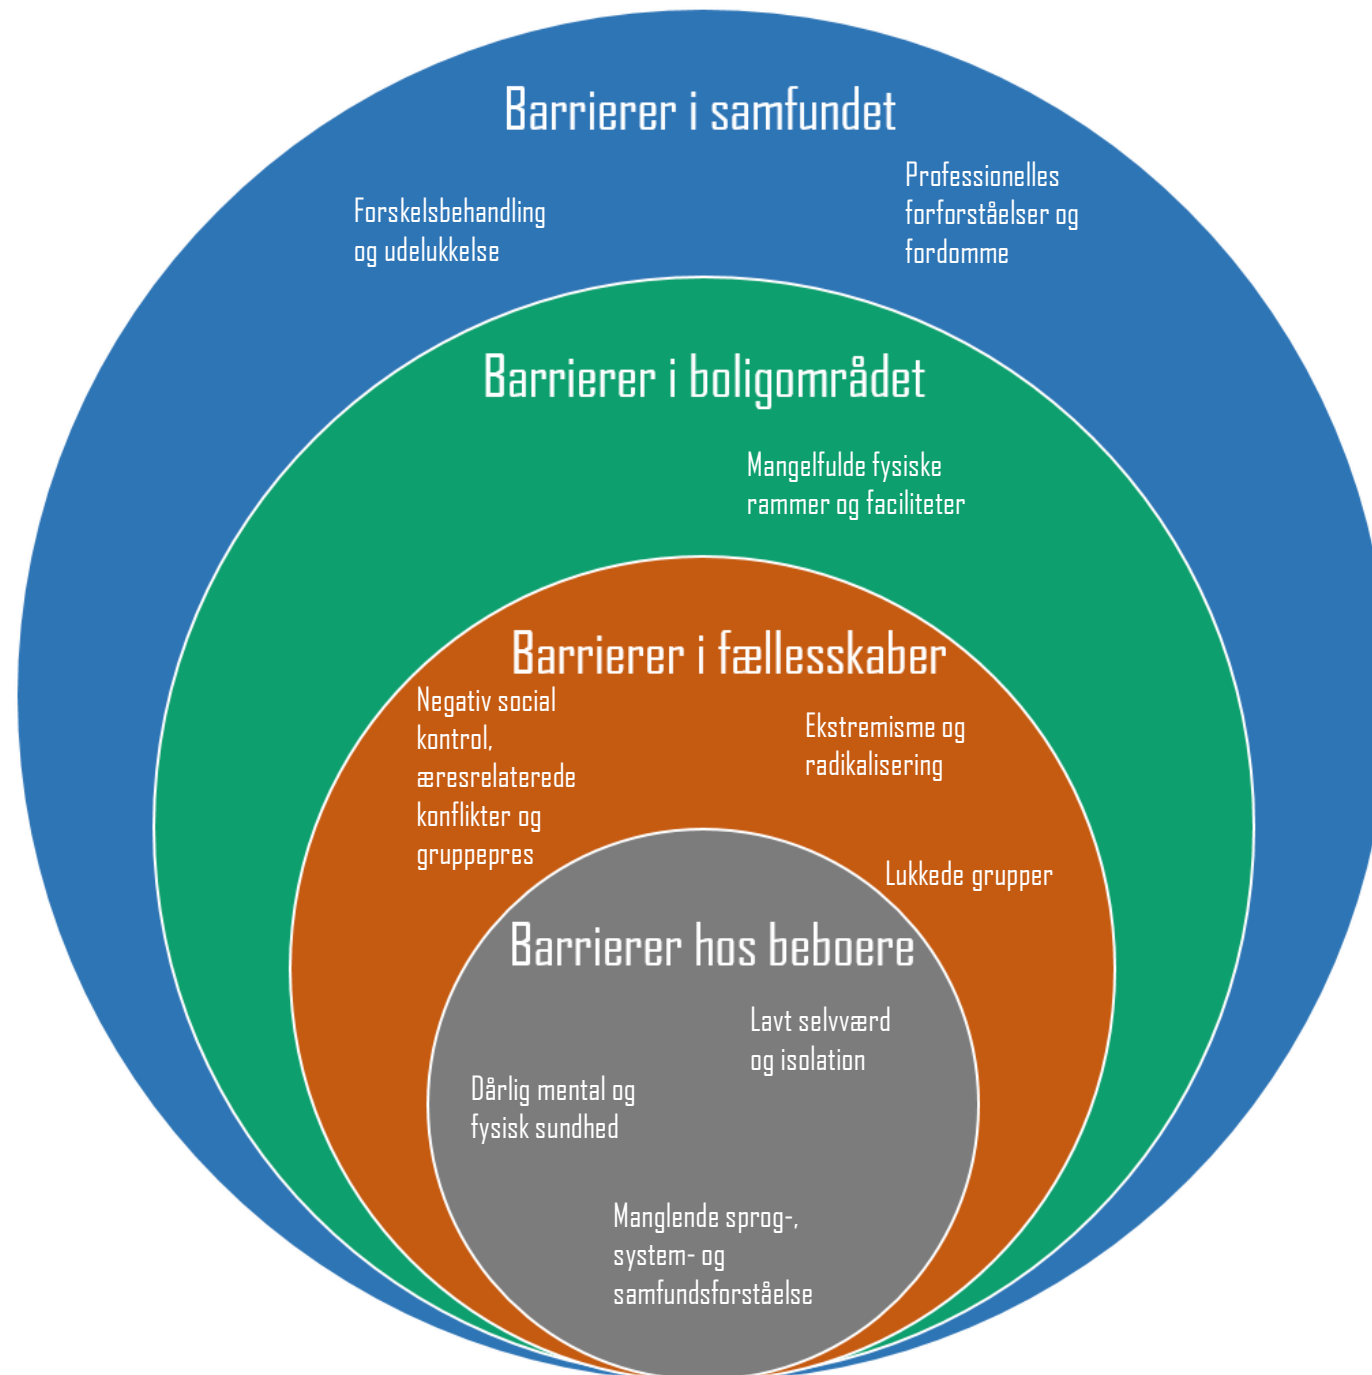 Barrierer i samfundet
Forskelsbehandling
og udelukkelse
Professionelles
forforståelser og
fordomme
Barrierer i boligområdet
Mangelfulde fysiske
rammer og faciliteter
Barrierer i fællesskaber
Negativ social
kontrol,
æresrelaterede
konflikter og
gruppepres
Ekstremisme og
radikalisering
Lukkede grupper
Barrierer hos beboere
Lavt selvværd
og isolation
Dårlig mental og
fysisk sundhed
Manglende sprog-,
system- og
samfundsforståelse